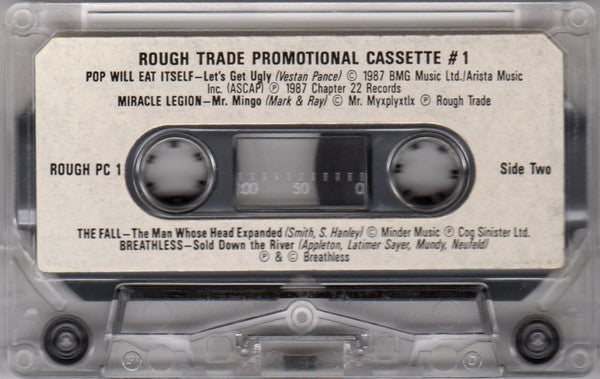 ROUGH TRADE PROMOTIONAL CASSETTE #1
POP WILL EAT ITSELF—Let's Get Ugly (Vestan Pance) © 1987 BMG Music Ltd./Arista Music
Inc. (ASCAP) ℗ 1987 Chapter 22 Records
MIRACLE LEGION—Mr. Mingo (Mark & Ray) © Mr. Myxplyxtlx ℗ Rough Trade
ROUGH PC 1
Side Two
100 50 0
THE FALL—The Man Whose Head Expanded (Smith, S. Hanley) © Minder Music ℗ Cog Sinister Ltd.
BREATHLESS—Sold Down the River (Appleton, Latimer Sayer, Mundy, Neufeld)
℗ & © Breathless